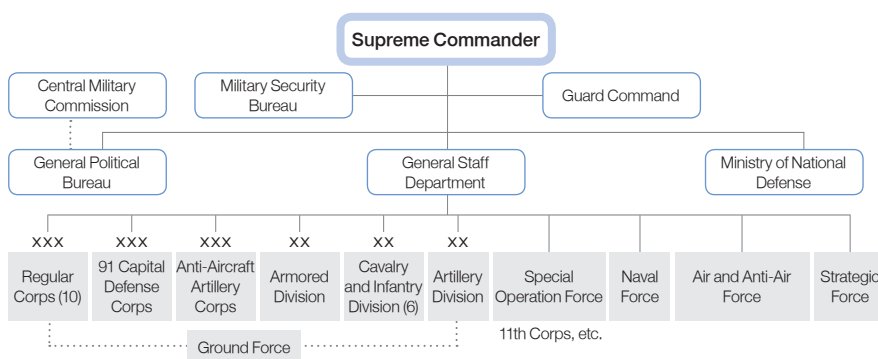 Supreme Commander
Central Military
Commission
Military Security
Bureau
Guard Command
General Political
Bureau
General Staff
Department
Ministry of National
Defense
XXX
XXX
XXX
XX
XX
XX
Regular
Corps (10)
91 Capital
Defense
Corps
Anti-Aircraft
Artillery
Corps
Armored
Division
Cavalry
and Infantry
Division (6)
Artillery
Division
Special
Operation Force
Naval
Force
Air and Anti-Air
Force
Strategic
Force
11th Corps, etc.
Ground Force